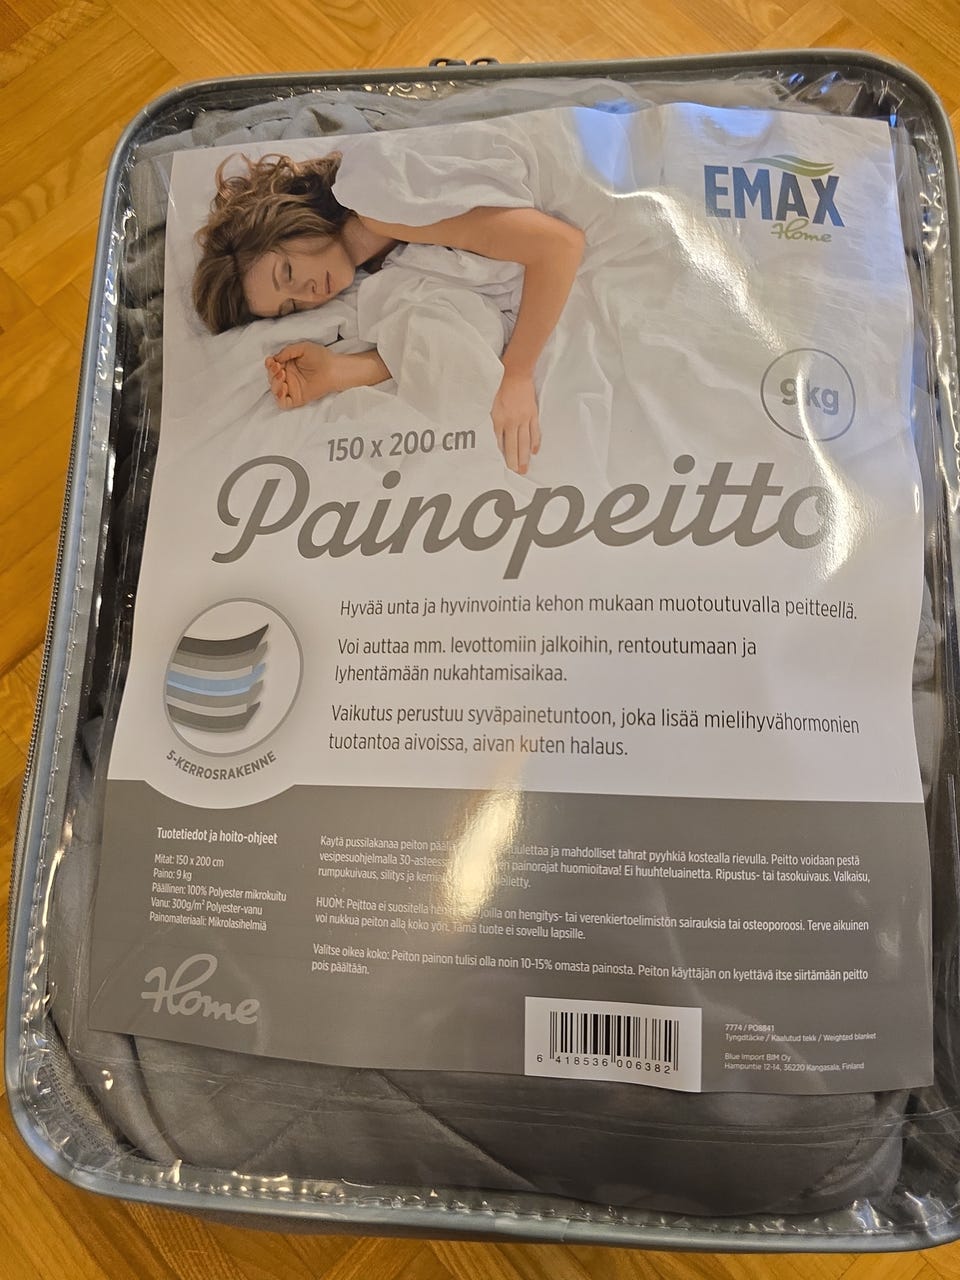 EMAX
Home
9kg
150 x 200 cm
Painopeitto
Hyvää unta ja hyvinvointia kehon mukaan muotoutuvalla peitteellä.
Voi auttaa mm. levottomiin jalkoihin, rentoutumaan ja
lyhentämään nukahtamisaikaa.
Vaikutus perustuu syväpainetuntoon, joka lisää mielihyvähormonien
tuotantoa aivoissa, aivan kuten halaus.
5-KERROSRAKENNE
Tuotetiedot ja hoito-ohjeet
Mitat: 150 x 200 cm
Paino: 9 kg
Päällinen: 100% Polyester mikrokuitu
Vanu: 300g/m² Polyester-vanu
Painomateriaali: Mikrolasihelmiä
Home
Käytä pussilakanaa peiton mahdolliset tahrat pyyhkiä kostealla rievulla. Peitto voidaan pestä
vesipesuohjelmalla painorajat huomioitava! Ei huuhteluainetta. Ripustus- tai tasokuivaus. Valkaisu,
rumpukuivaus, silitys ja
HUOM: Peittoa ei suositella joilla on hengitys- tai verenkiertoelimistön sairauksia tai osteoporoosi. Terve aikuinen
voi nukkua peiton alla koko yön. Tämä tuote ei sovellu lapsille.
Valitse oikea koko: Peiton painon tulisi olla noin 10-15% omasta painosta. Peiton käyttäjän on kyettävä itse siirtämään peitto
pois päältään.
6 418536 006382
7774 / PO8841
Tyngdtäcke / Kaalutud tekk / Weighted blanket
Blue Import BIM Oy
Hampuntie 12-14, 36220 Kangasala, Finland